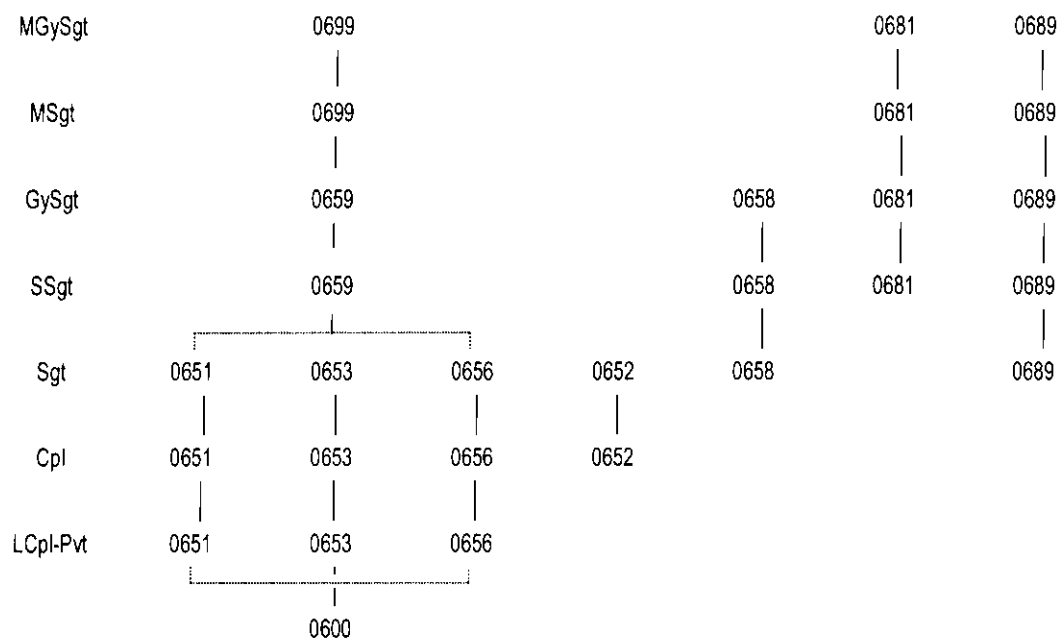 MGySgt 0699 0681 0689
MSgt 0699 0681 0689
GySgt 0659 0658 0681 0689
SSgt 0659 0658 0681 0689
Sgt 0651 0653 0656 0652 0658 0689
Cpl 0651 0653 0656 0652
LCpl-Pvt 0651 0653 0656
0600